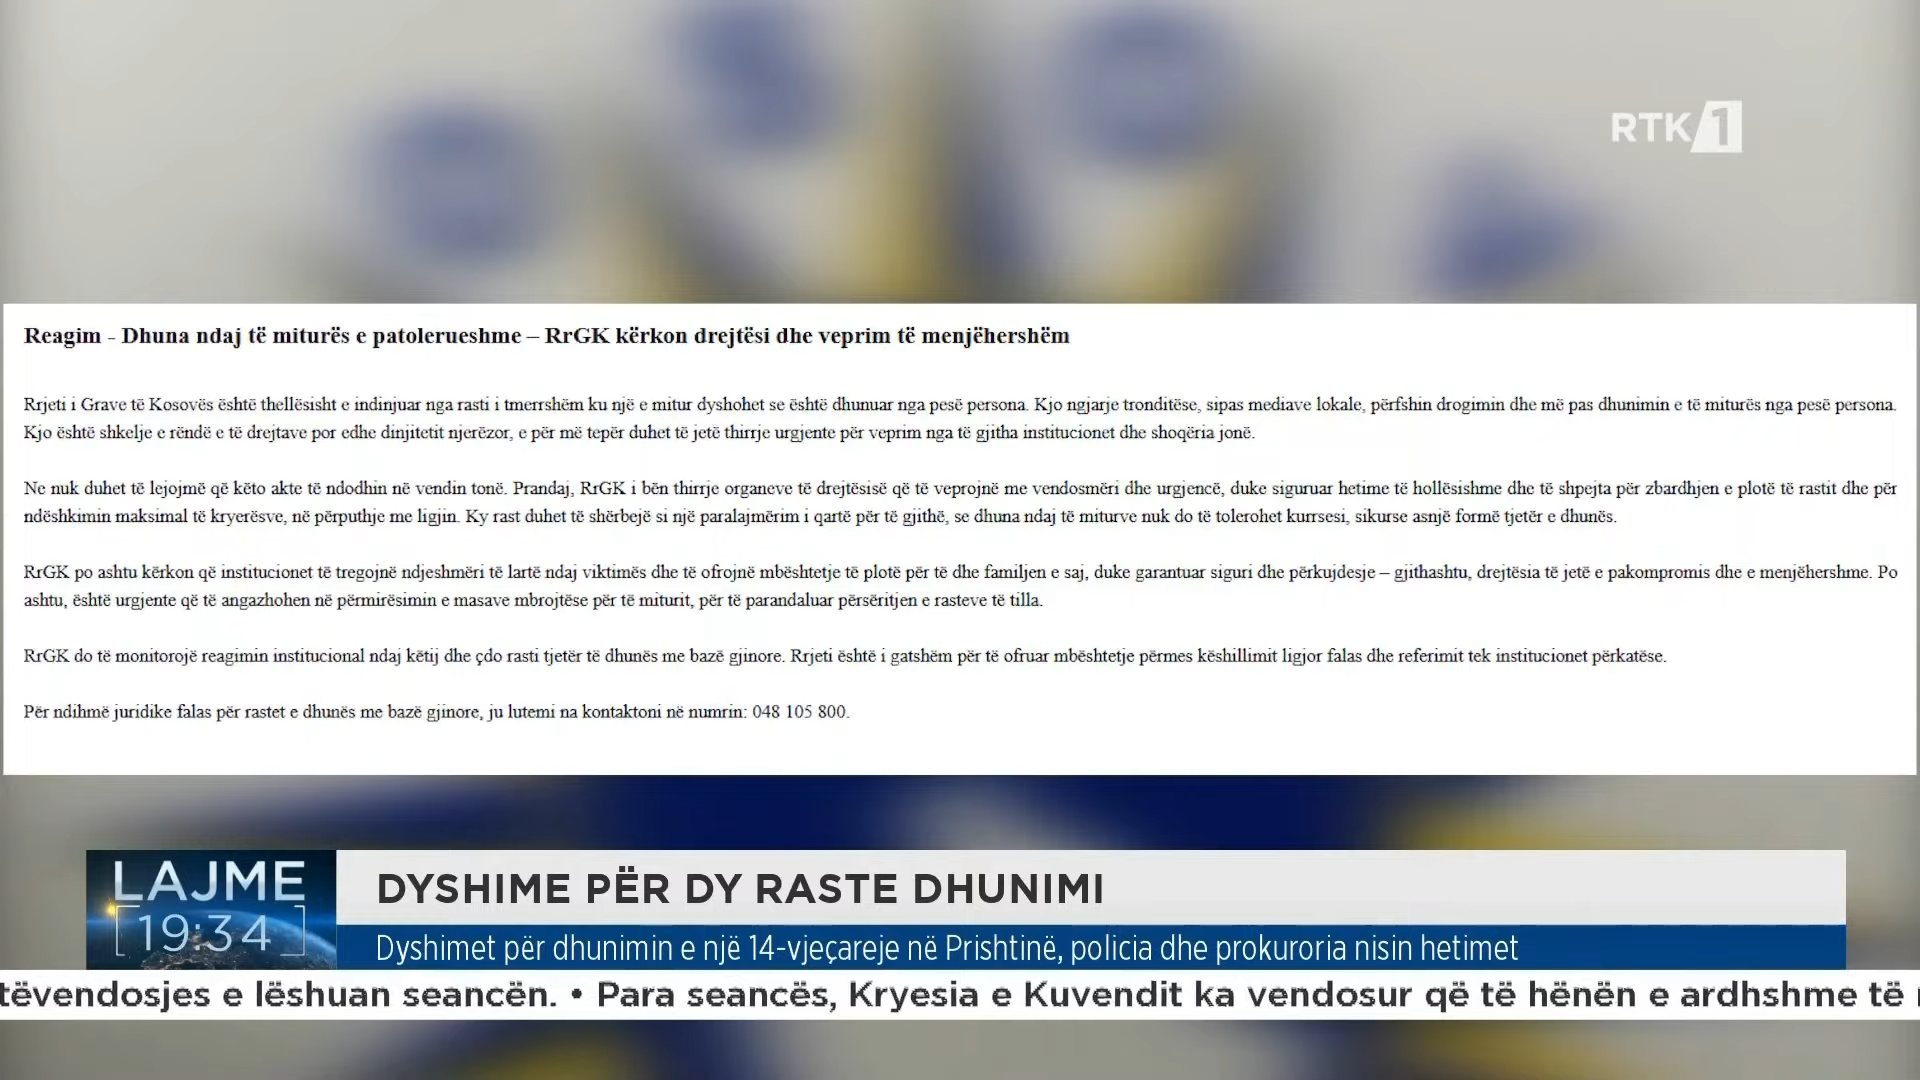 RTK 1
Reagim - Dhuna ndaj të miturës e patolerueshme – RrGK kërkon drejtësi dhe veprim të menjëhershëm
Rrjeti i Grave të Kosovës është thellësisht e indinjuar nga rasti i tmerrshëm ku një e mitur dyshohet se është dhunuar nga pesë persona. Kjo ngjarje tronditëse, sipas mediave lokale, përfshin drogimin dhe më pas dhunimin e të miturës nga pesë persona.
Kjo është shkelje e rëndë e të drejtave por edhe dinjitetit njerëzor, e për më tepër duhet të jetë thirrje urgjente për veprim nga të gjitha institucionet dhe shoqëria jonë.
Ne nuk duhet të lejojmë që këto akte të ndodhin në vendin tonë. Prandaj, RrGK i bën thirrje organeve të drejtësisë që të veprojnë me vendosmëri dhe urgjencë, duke siguruar hetime të hollësishme dhe të shpejta për zbardhjen e plotë të rastit dhe për
ndëshkimin maksimal të kryerësve, në përputhje me ligjin. Ky rast duhet të shërbejë si një paralajmërim i qartë për të gjithë, se dhuna ndaj të miturve nuk do të tolerohet kurrsesi, sikurse asnjë formë tjetër e dhunës.
RrGK po ashtu kërkon që institucionet të tregojnë ndjeshmëri të lartë ndaj viktimës dhe të ofrojnë mbështetje të plotë për të dhe familjen e saj, duke garantuar siguri dhe përkujdesje – gjithashtu, drejtësia të jetë e pakompromis dhe e menjëhershme. Po
ashtu, është urgjente që të angazhohen në përmirësimin e masave mbrojtëse për të miturit, për të parandaluar përsëritjen e rasteve të tilla.
RrGK do të monitorojë reagimin institucional ndaj këtij dhe çdo rasti tjetër të dhunës me bazë gjinore. Rrjeti është i gatshëm për të ofruar mbështetje përmes këshillimit ligjor falas dhe referimit tek institucionet përkatëse.
Për ndihmë juridike falas për rastet e dhunës me bazë gjinore, ju lutemi na kontaktoni në numrin: 048 105 800.
LAJME
19:34
DYSHIME PËR DY RASTE DHUNIMI
Dyshimet për dhunimin e një 14-vjeçareje në Prishtinë, policia dhe prokuroria nisin hetimet
tëvendosjes e lëshuan seancën. • Para seancës, Kryesia e Kuvendit ka vendosur që të hënën e ardhshme të